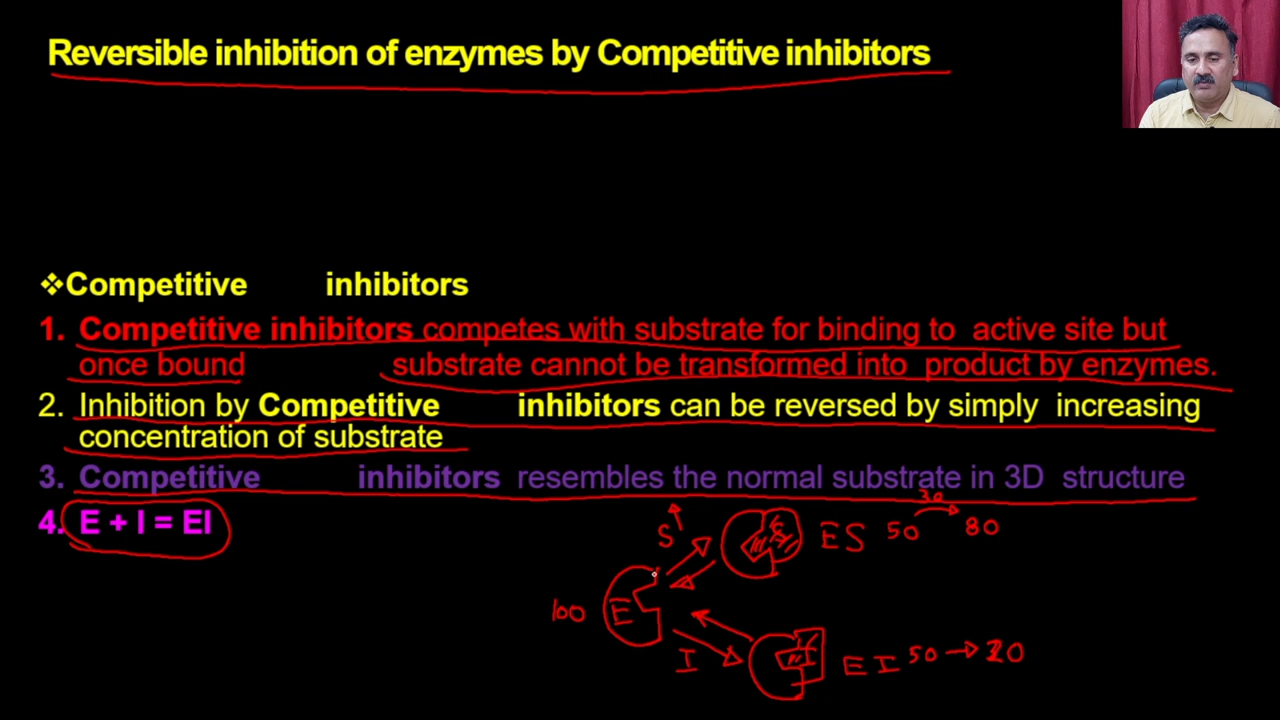 Reversible inhibition of enzymes by Competitive inhibitors
❖Competitive inhibitors
1. Competitive inhibitors competes with substrate for binding to active site but
once bound substrate cannot be transformed into product by enzymes.
2. Inhibition by Competitive inhibitors can be reversed by simply increasing
concentration of substrate
3. Competitive inhibitors resembles the normal substrate in 3D structure
4. E + I = EI
30
S ES 50 80
100 E
I EI 50 → 20